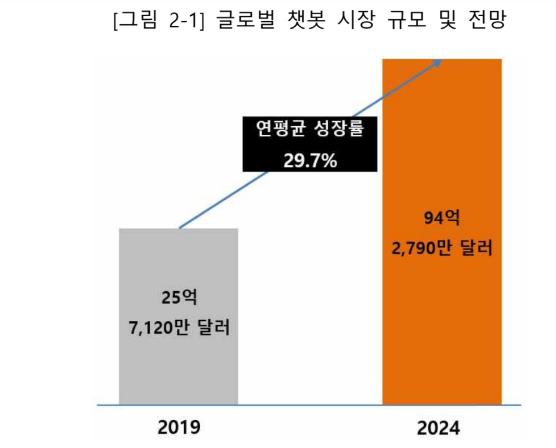 [그림 2-1] 글로벌 챗봇 시장 규모 및 전망
연평균 성장률
29.7%
94억
2,790만 달러
25억
7,120만 달러
2019
2024